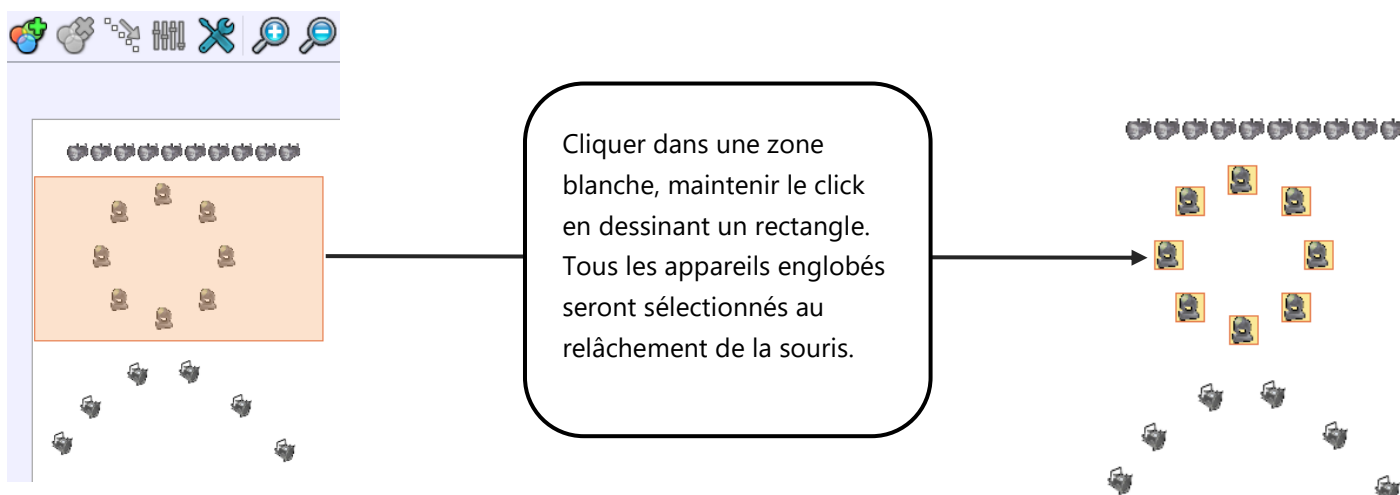 Cliquer dans une zone
blanche, maintenir le click
en dessinant un rectangle.
Tous les appareils englobés
seront sélectionnés au
relâchement de la souris.